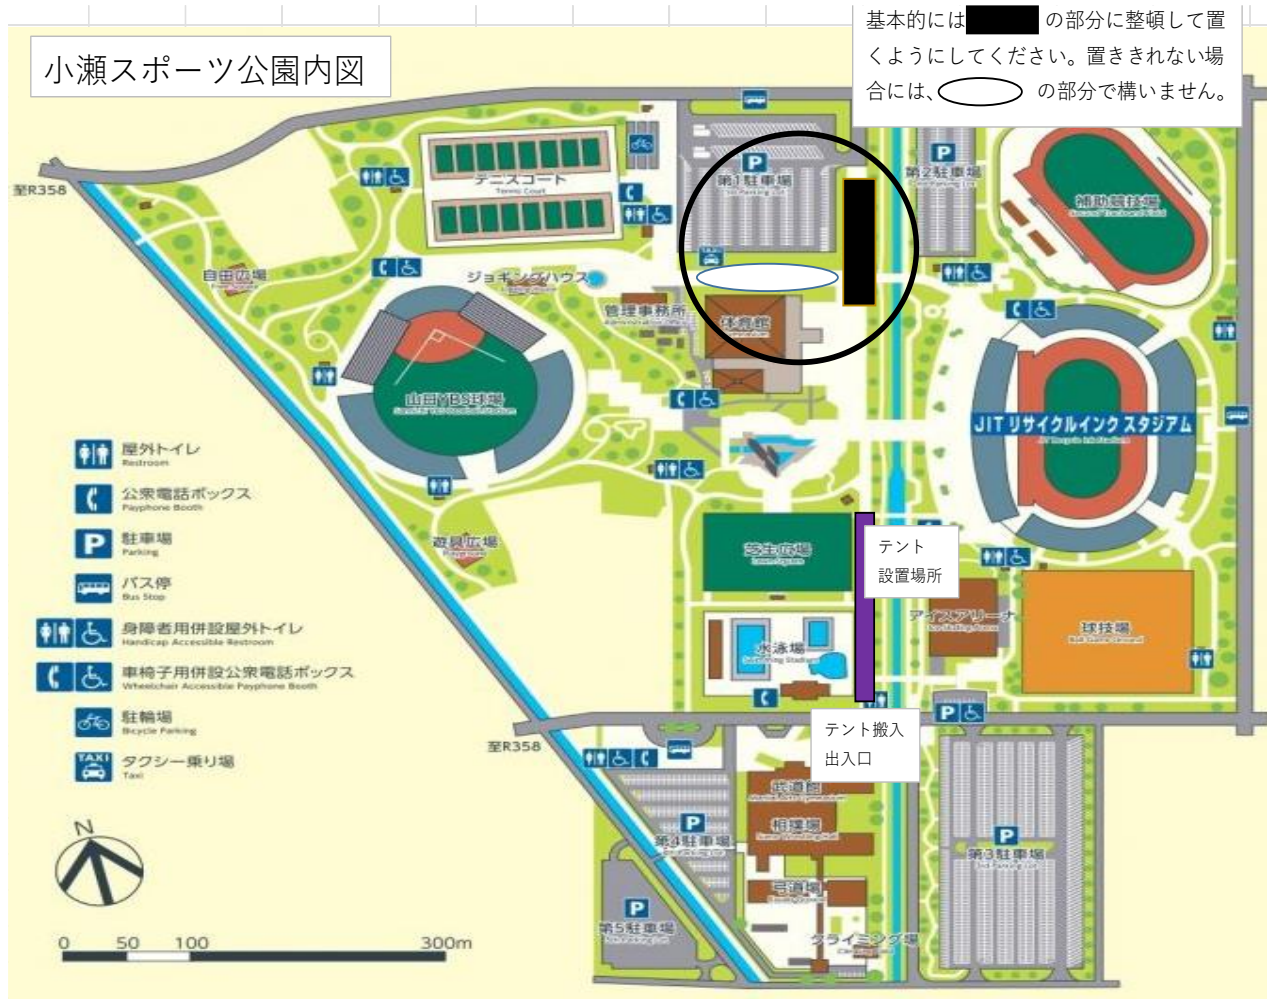 基本的には の部分に整頓して置
くようにしてください。置ききれない場
合には、 の部分で構いません。
小瀬スポーツ公園内図
至R358
テニスコート
Tennis Court
P
第1駐車場
P
第2駐車場
補助競技場
自由広場
ジョギングハウス
管理事務所
TAXI
体育館
山日YBS球場
JIT リサイクルインク スタジアム
屋外トイレ
Restroom
公衆電話ボックス
Payphone Booth
P
駐車場
Parking
バス停
Bus Stop
身障者用併設屋外トイレ
Handicap Accessible Restroom
車椅子用併設公衆電話ボックス
Wheelchair Accessible Payphone Booth
駐輪場
Bicycle Parking
TAXI
タクシー乗り場
Taxi
遊具広場
Playground
芝生広場
テント
設置場所
アイスアリーナ
球技場
水泳場
Swimming Stadium
P
テント搬入
出入口
至R358
武道館
相撲場
P
第4駐車場
弓道場
P
第3駐車場
P
第5駐車場
クライミング場
N
0 50 100 300m